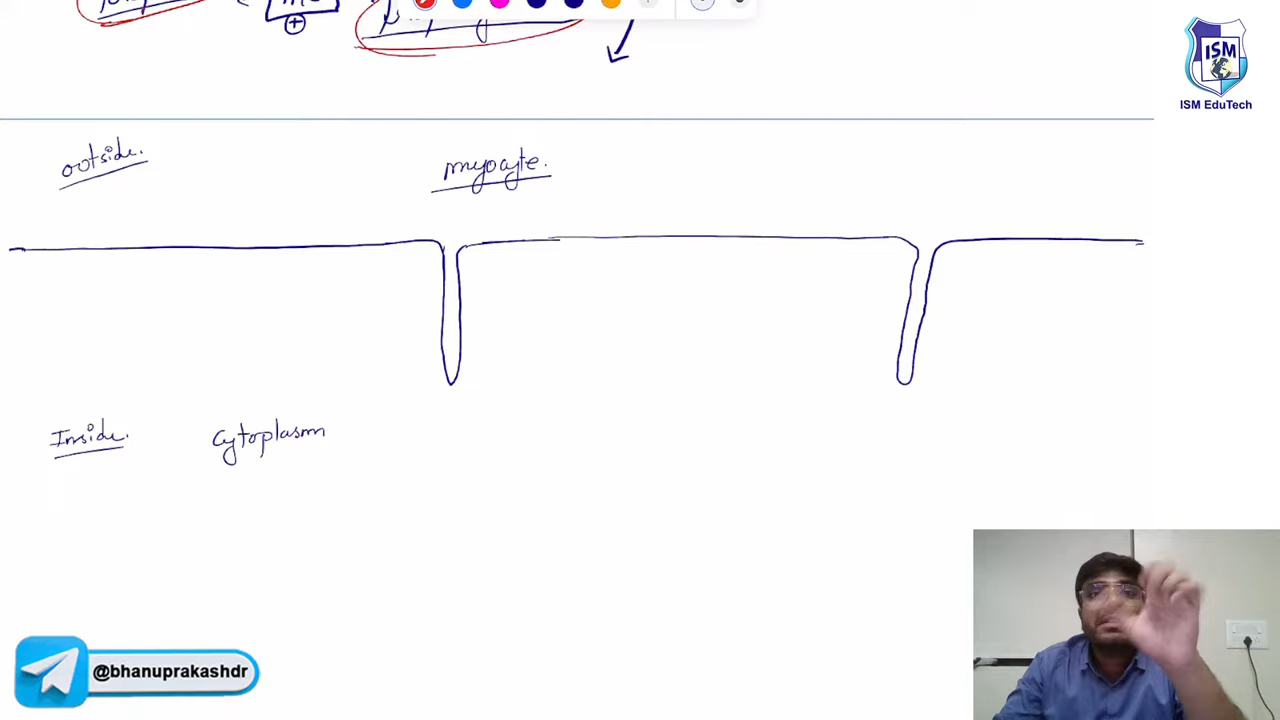 ISM
ISM EduTech
outside.
myocyte.
Inside.
cytoplasm
@bhanuprakashdr